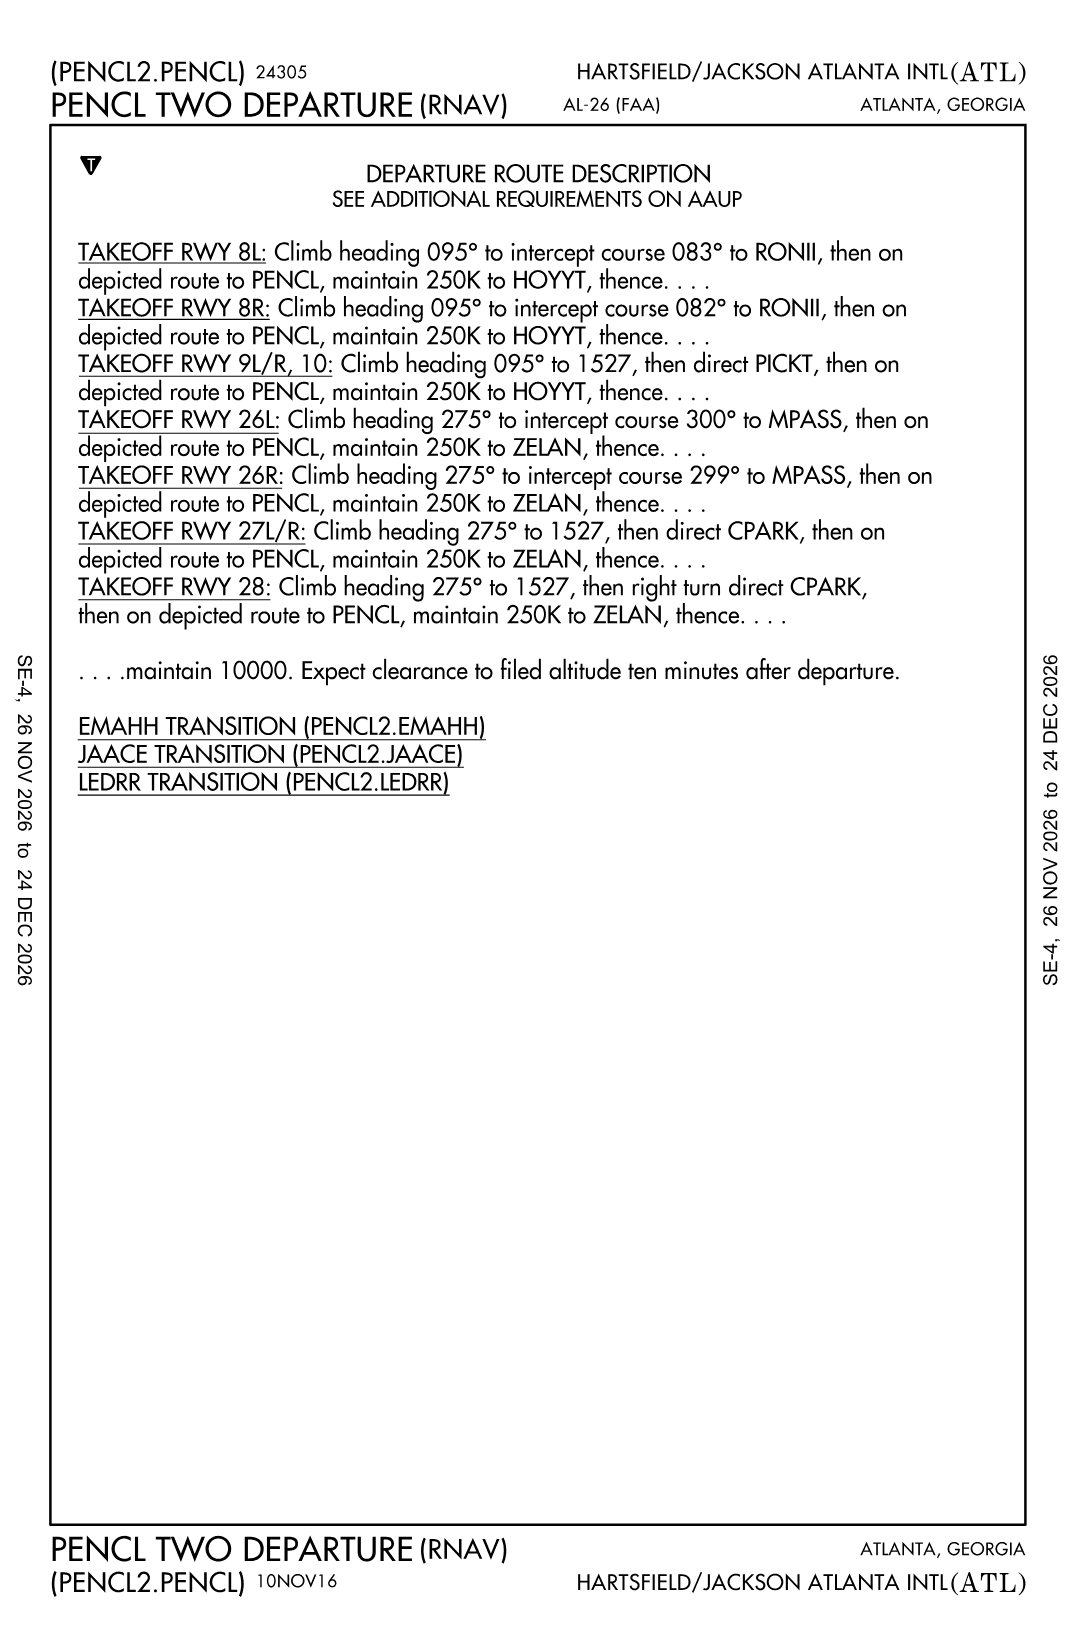 (PENCL2.PENCL) 24305
HARTSFIELD/JACKSON ATLANTA INTL (ATL)
PENCL TWO DEPARTURE (RNAV)
AL-26 (FAA)
ATLANTA, GEORGIA
T
DEPARTURE ROUTE DESCRIPTION
SEE ADDITIONAL REQUIREMENTS ON AAUP
TAKEOFF RWY 8L: Climb heading 095° to intercept course 083° to RONII, then on
depicted route to PENCL, maintain 250K to HOYYT, thence. . . .
TAKEOFF RWY 8R: Climb heading 095° to intercept course 082° to RONII, then on
depicted route to PENCL, maintain 250K to HOYYT, thence. . . .
TAKEOFF RWY 9L/R, 10: Climb heading 095° to 1527, then direct PICKT, then on
depicted route to PENCL, maintain 250K to HOYYT, thence. . . .
TAKEOFF RWY 26L: Climb heading 275° to intercept course 300° to MPASS, then on
depicted route to PENCL, maintain 250K to ZELAN, thence. . . .
TAKEOFF RWY 26R: Climb heading 275° to intercept course 299° to MPASS, then on
depicted route to PENCL, maintain 250K to ZELAN, thence. . . .
TAKEOFF RWY 27L/R: Climb heading 275° to 1527, then direct CPARK, then on
depicted route to PENCL, maintain 250K to ZELAN, thence. . . .
TAKEOFF RWY 28: Climb heading 275° to 1527, then right turn direct CPARK,
then on depicted route to PENCL, maintain 250K to ZELAN, thence. . . .
. . . .maintain 10000. Expect clearance to filed altitude ten minutes after departure.
EMAHH TRANSITION (PENCL2.EMAHH)
JAACE TRANSITION (PENCL2.JAACE)
LEDRR TRANSITION (PENCL2.LEDRR)
SE-4, 26 NOV 2026 to 24 DEC 2026
SE-4, 26 NOV 2026 to 24 DEC 2026
PENCL TWO DEPARTURE (RNAV)
ATLANTA, GEORGIA
(PENCL2.PENCL) 10NOV16
HARTSFIELD/JACKSON ATLANTA INTL (ATL)